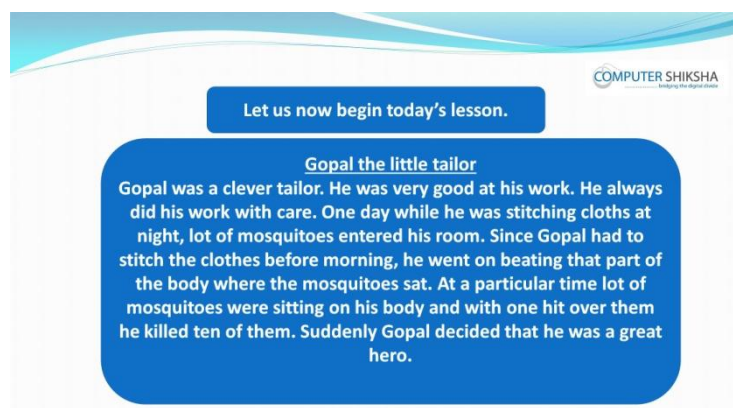 COMPUTER SHIKSHA
bridging the digital divide
Let us now begin today's lesson.
Gopal the little tailor
Gopal was a clever tailor. He was very good at his work. He always
did his work with care. One day while he was stitching cloths at
night, lot of mosquitoes entered his room. Since Gopal had to
stitch the clothes before morning, he went on beating that part of
the body where the mosquitoes sat. At a particular time lot of
mosquitoes were sitting on his body and with one hit over them
he killed ten of them. Suddenly Gopal decided that he was a great
hero.